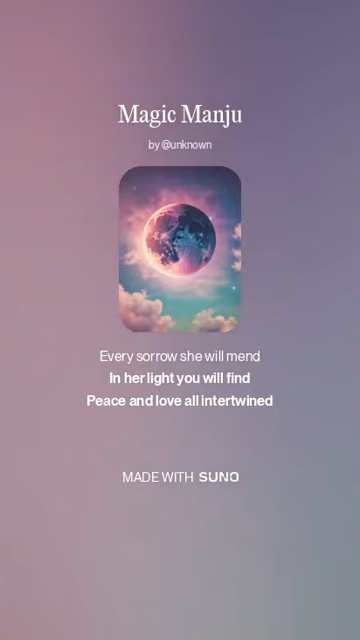 Magic Manju
by @unknown
Every sorrow she will mend
In her light you will find
Peace and love all intertwined
MADE WITH SUNO